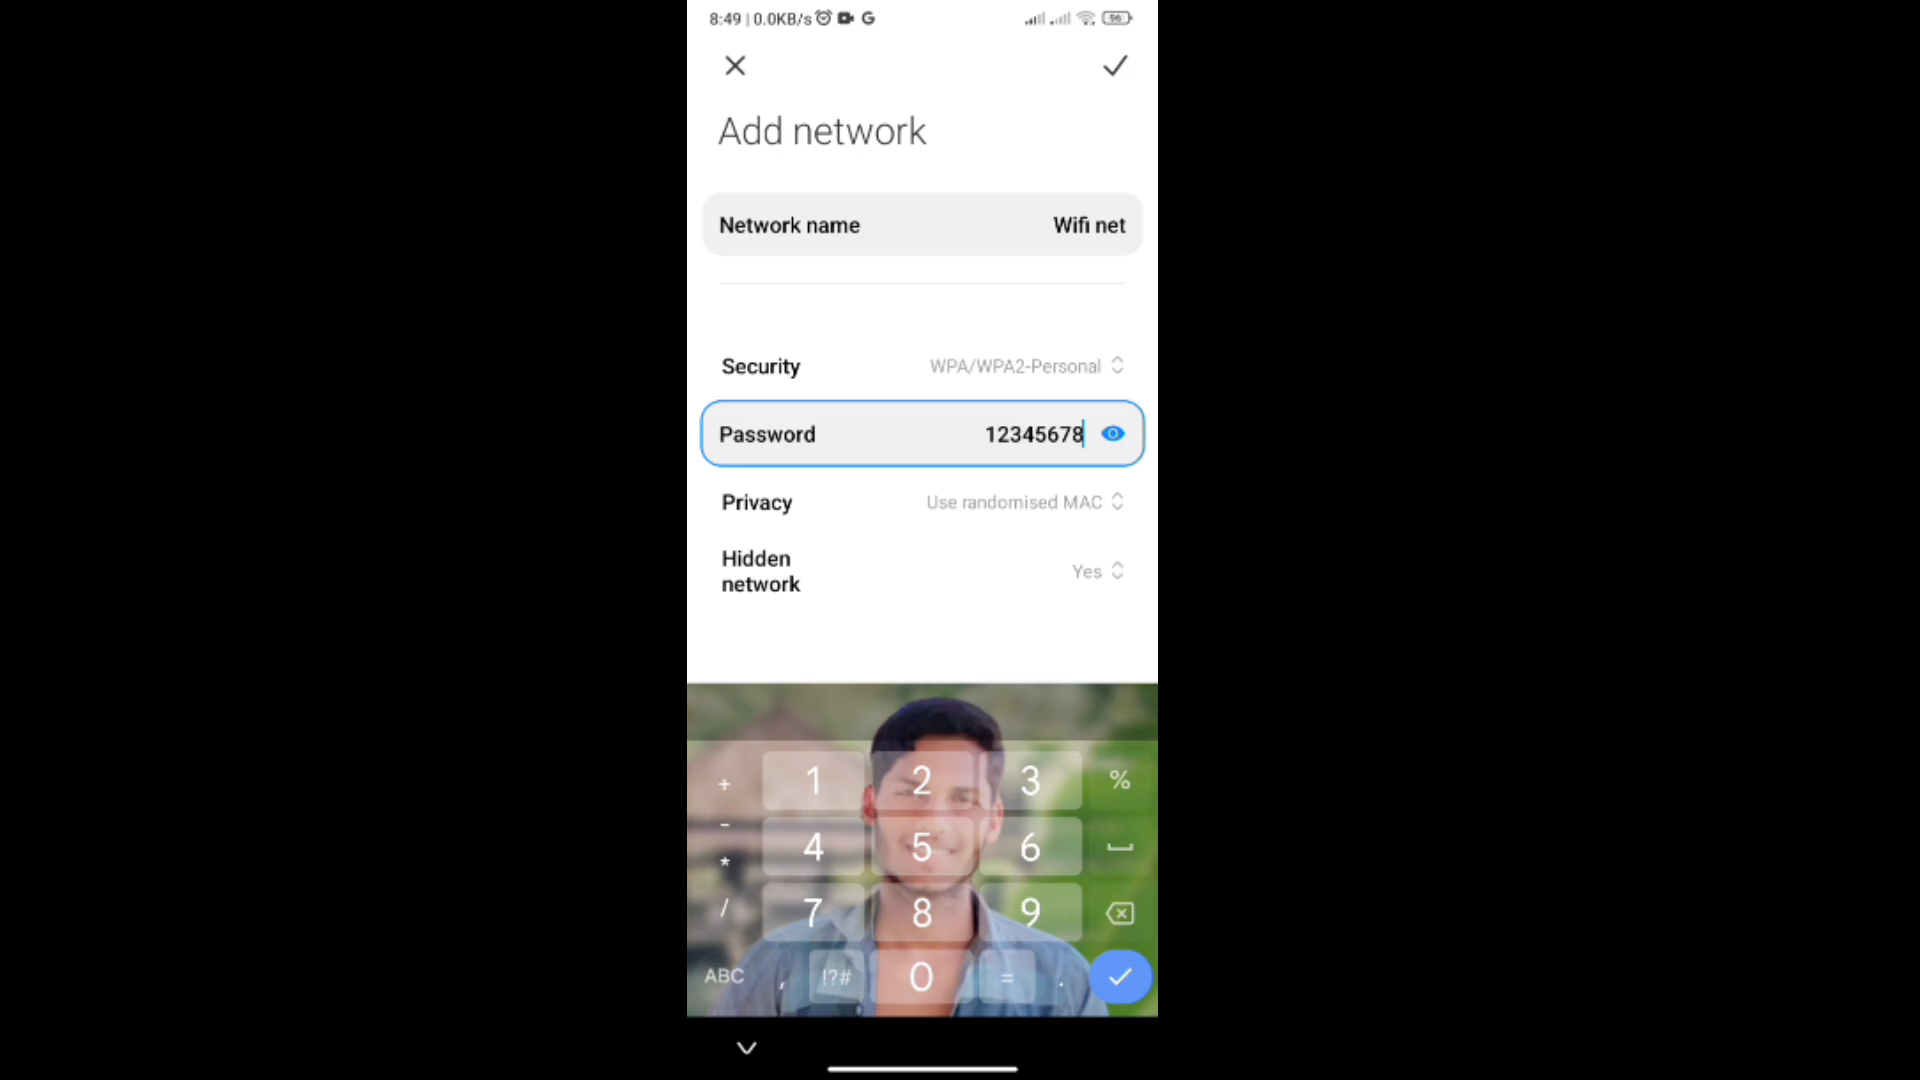 8:49 | 0.0KB/s G 96
Add network
Network name Wifi net
Security WPA/WPA2-Personal
Password 12345678
Privacy Use randomised MAC
Hidden network Yes
+ 1 2 3 %
-
* 4 5 6
/ 7 8 9
ABC , !?# 0 = .